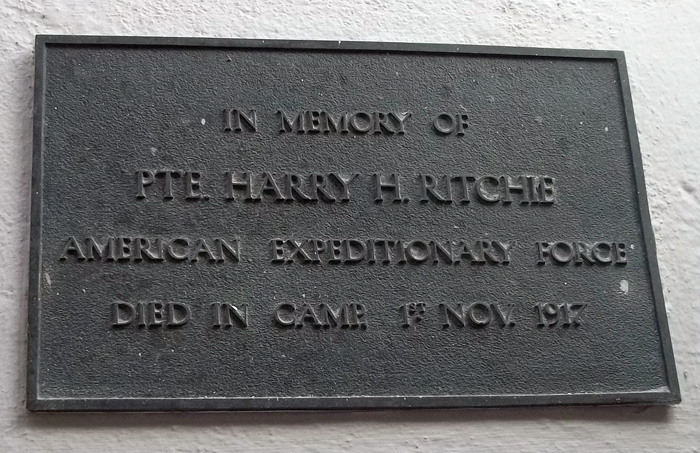 IN MEMORY OF
PTE. HARRY H. RITCHIE
AMERICAN EXPEDITIONARY FORCE
DIED IN CAMP. 1ST NOV. 1917